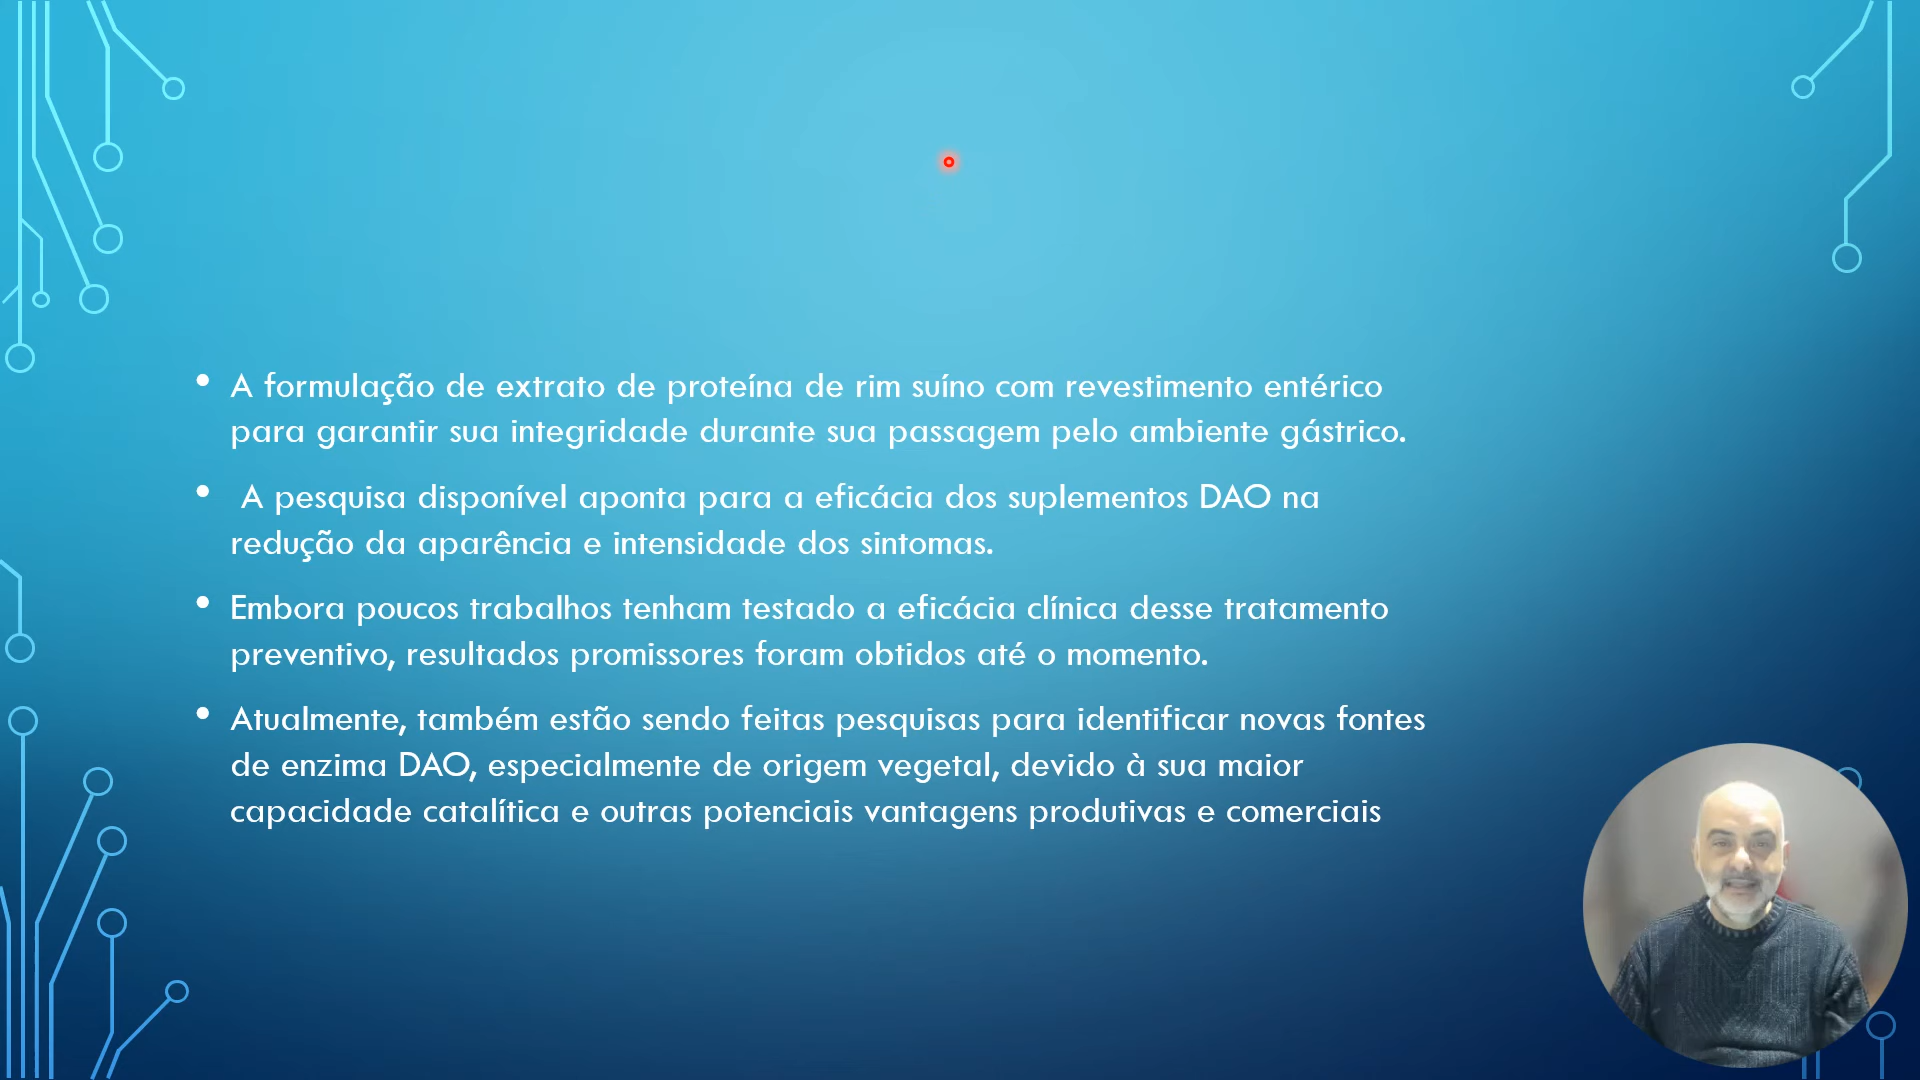 • A formulação de extrato de proteína de rim suíno com revestimento entérico
para garantir sua integridade durante sua passagem pelo ambiente gástrico.
• A pesquisa disponível aponta para a eficácia dos suplementos DAO na
redução da aparência e intensidade dos sintomas.
• Embora poucos trabalhos tenham testado a eficácia clínica desse tratamento
preventivo, resultados promissores foram obtidos até o momento.
• Atualmente, também estão sendo feitas pesquisas para identificar novas fontes
de enzima DAO, especialmente de origem vegetal, devido à sua maior
capacidade catalítica e outras potenciais vantagens produtivas e comerciais